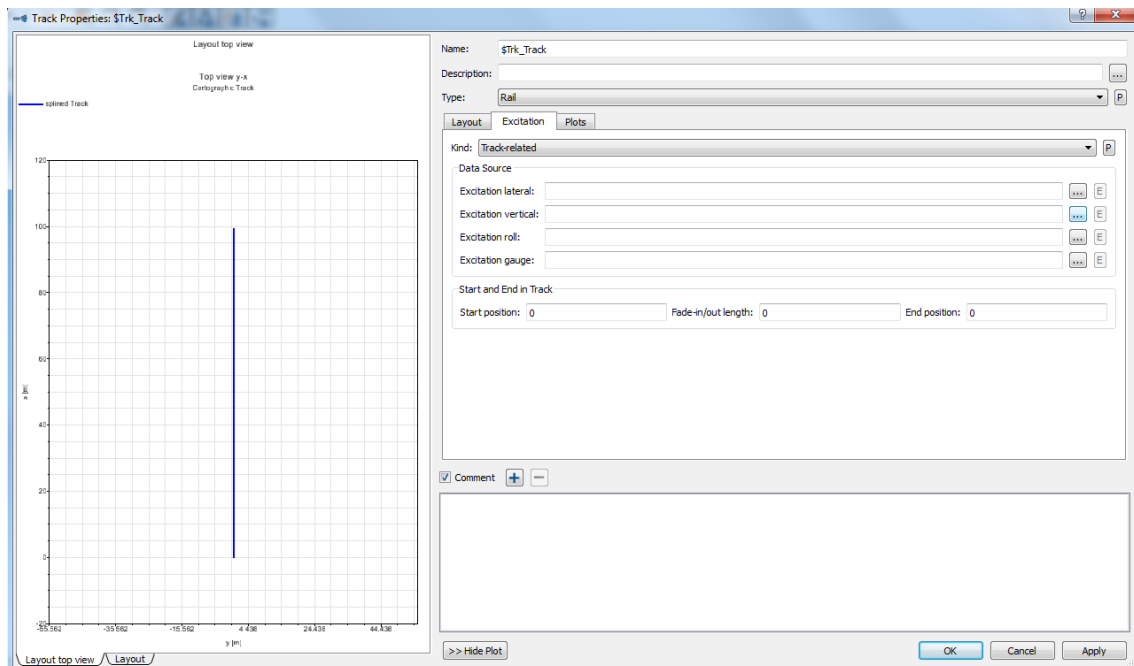 Track Properties: $Trk_Track
Layout top view
Top view y-x
Cartographic Track
splined Track
120
100
80
60
40
20
0
-20
x [m]
-55.562 -35.562 -15.562 4.438 24.438 44.438
y [m]
Layout top view Layout
Name: $Trk_Track
Description: ...
Type: Rail P
Layout Excitation Plots
Kind: Track-related P
Data Source
Excitation lateral: ... E
Excitation vertical: ... E
Excitation roll: ... E
Excitation gauge: ... E
Start and End in Track
Start position: 0 Fade-in/out length: 0 End position: 0
Comment
>> Hide Plot OK Cancel Apply